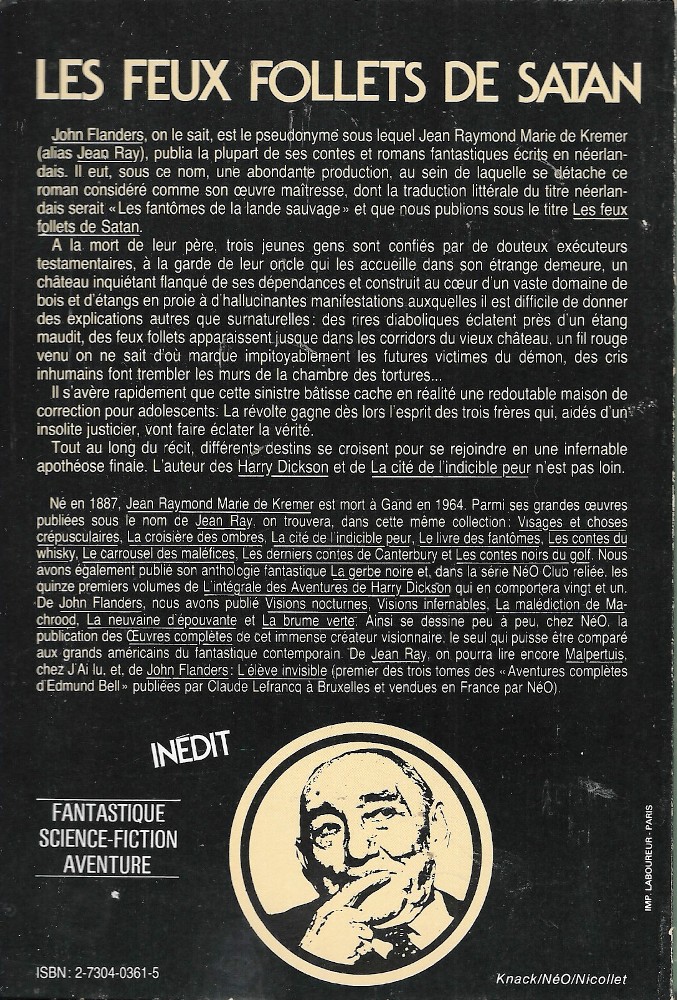 LES FEUX FOLLETS DE SATAN
John Flanders, on le sait, est le pseudonyme sous lequel Jean Raymond Marie de Kremer
(alias Jean Ray), publia la plupart de ses contes et romans fantastiques écrits en néerlan-
dais. Il eut, sous ce nom, une abondante production, au sein de laquelle se détache ce
roman considéré comme son œuvre maîtresse, dont la traduction littérale du titre néerlan-
dais serait «Les fantômes de la lande sauvage» et que nous publions sous le titre Les feux
follets de Satan.
A la mort de leur père, trois jeunes gens sont confiés par de douteux exécuteurs
testamentaires, à la garde de leur oncle qui les accueille dans son étrange demeure, un
château inquiétant flanqué de ses dépendances et construit au cœur d'un vaste domaine de
bois et d'étangs en proie à d'hallucinantes manifestations auxquelles il est difficile de donner
des explications autres que surnaturelles: des rires diaboliques éclatent près d'un étang
maudit, des feux follets apparaissent jusque dans les corridors du vieux château, un fil rouge
venu on ne sait d'où marque impitoyablement les futures victimes du démon, des cris
inhumains font trembler les murs de la chambre des tortures...
Il s'avère rapidement que cette sinistre bâtisse cache en réalité une redoutable maison de
correction pour adolescents. La révolte gagne dès lors l'esprit des trois frères qui, aidés d'un
insolite justicier, vont faire éclater la vérité.
Tout au long du récit, différents destins se croisent pour se rejoindre en une infernable
apothéose finale. L'auteur des Harry Dickson et de La cité de l'indicible peur n'est pas loin.
Né en 1887, Jean Raymond Marie de Kremer est mort à Gand en 1964. Parmi ses grandes œuvres
publiées sous le nom de Jean Ray, on trouvera, dans cette même collection: Visages et choses
crépusculaires, La croisière des ombres, La cité de l'indicible peur, Le livre des fantômes, Les contes du
whisky, Le carrousel des maléfices, Les derniers contes de Canterbury et Les contes noirs du golf. Nous
avons également publié son anthologie fantastique La gerbe noire et, dans la série NéO Club reliée, les
quinze premiers volumes de L'intégrale des Aventures de Harry Dickson qui en comportera vingt et un.
De John Flanders, nous avons publié Visions nocturnes, Visions infernables, La malédiction de Ma-
chrood, La neuvaine d'épouvante et La brume verte. Ainsi se dessine peu à peu, chez NéO, la
publication des Œuvres complètes de cet immense créateur visionnaire, le seul qui puisse être comparé
aux grands américains du fantastique contemporain. De Jean Ray, on pourra lire encore Malpertuis,
chez J'Ai lu, et, de John Flanders: L'élève invisible (premier des trois tomes des «Aventures complètes
d'Edmund Bell» publiées par Claude Lefrancq à Bruxelles et vendues en France par NéO).
INÉDIT
FANTASTIQUE
SCIENCE-FICTION
AVENTURE
IMP. LABOUREUR - PARIS
ISBN: 2-7304-0361-5
Knack/NéO/Nicollet